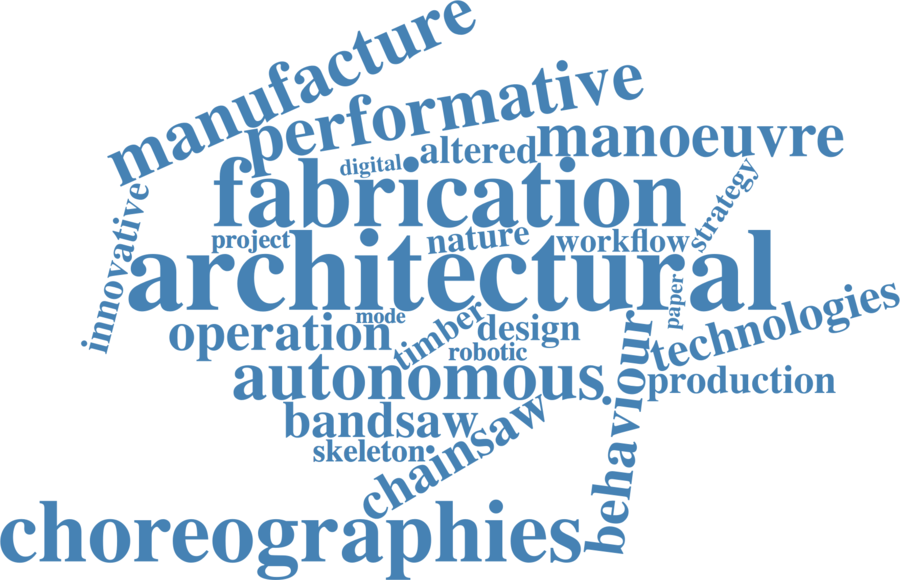 manufacture
performative
manoeuvre
altered
digital
fabrication
strategy
innovative
project
nature
workflow
architectural
paper
mode
operation
timber
design
technologies
robotic
autonomous
production
behaviour
bandsaw
chainsaw
skeleton
choreographies